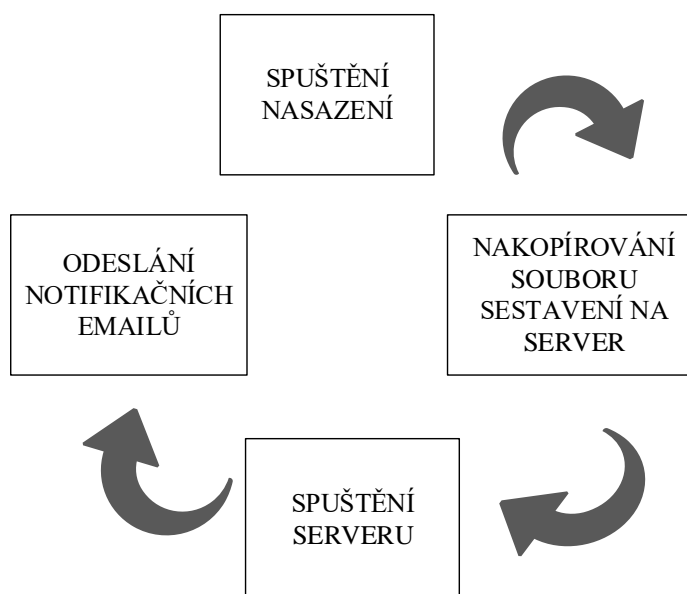 SPUŠTĚNÍ
NASAZENÍ
NAKOPÍROVÁNÍ
SOUBORU
SESTAVENÍ NA
SERVER
SPUŠTĚNÍ
SERVERU
ODESLÁNÍ
NOTIFIKAČNÍCH
EMAILŮ